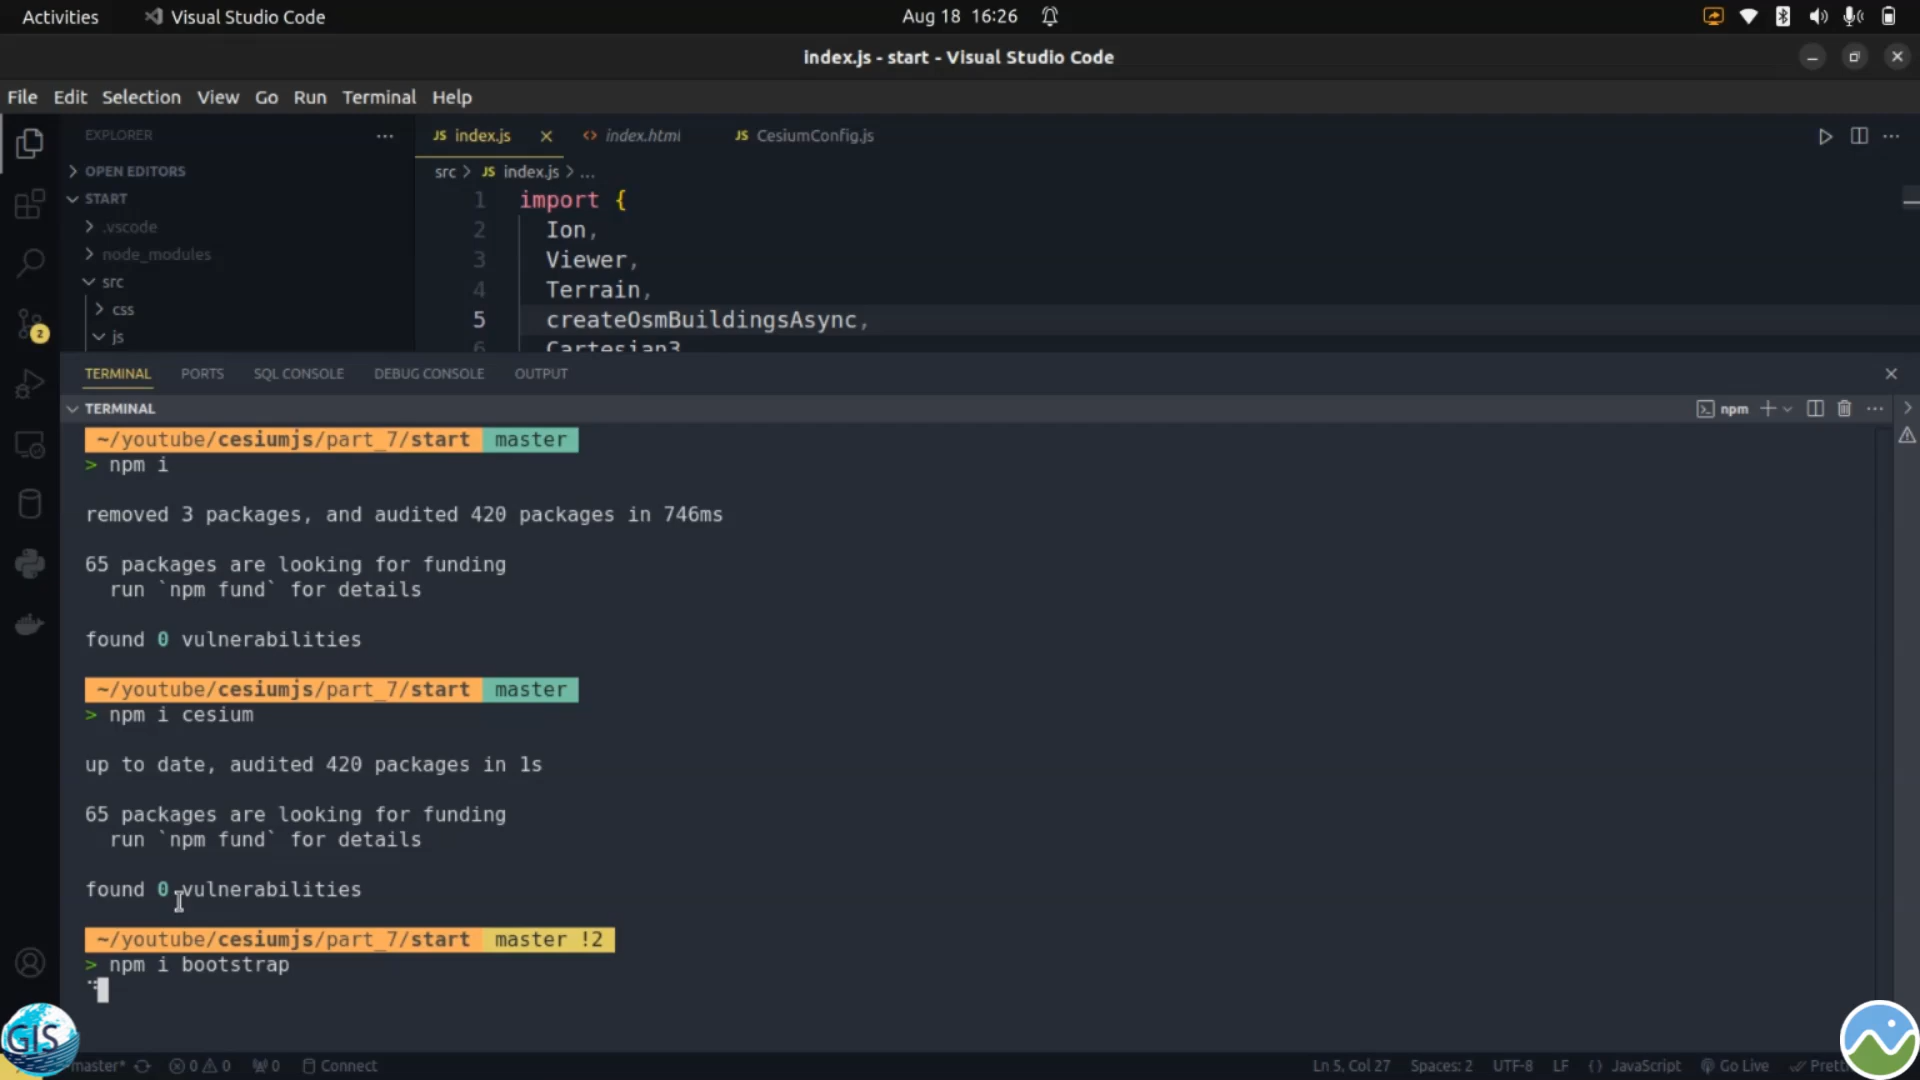 Activities Visual Studio Code Aug 18 16:26
index.js - start - Visual Studio Code
File Edit Selection View Go Run Terminal Help
EXPLORER ... JS index.js <> index.html JS CesiumConfig.js
OPEN EDITORS
src > JS index.js > ...
START
1 import {
.vscode
2 Ion,
node_modules
3 Viewer,
src
4 Terrain,
css
5 createOsmBuildingsAsync,
2
js
6 Cartesian3
TERMINAL PORTS SQL CONSOLE DEBUG CONSOLE OUTPUT
TERMINAL npm
~/youtube/cesiumjs/part_7/start master
> npm i
removed 3 packages, and audited 420 packages in 746ms
65 packages are looking for funding
run `npm fund` for details
found 0 vulnerabilities
~/youtube/cesiumjs/part_7/start master
> npm i cesium
up to date, audited 420 packages in 1s
65 packages are looking for funding
run `npm fund` for details
found 0 vulnerabilities
~/youtube/cesiumjs/part_7/start master !2
> npm i bootstrap
GIS
master* 0 0 0 Connect Ln 5, Col 27 Spaces: 2 UTF-8 LF {} JavaScript Go Live